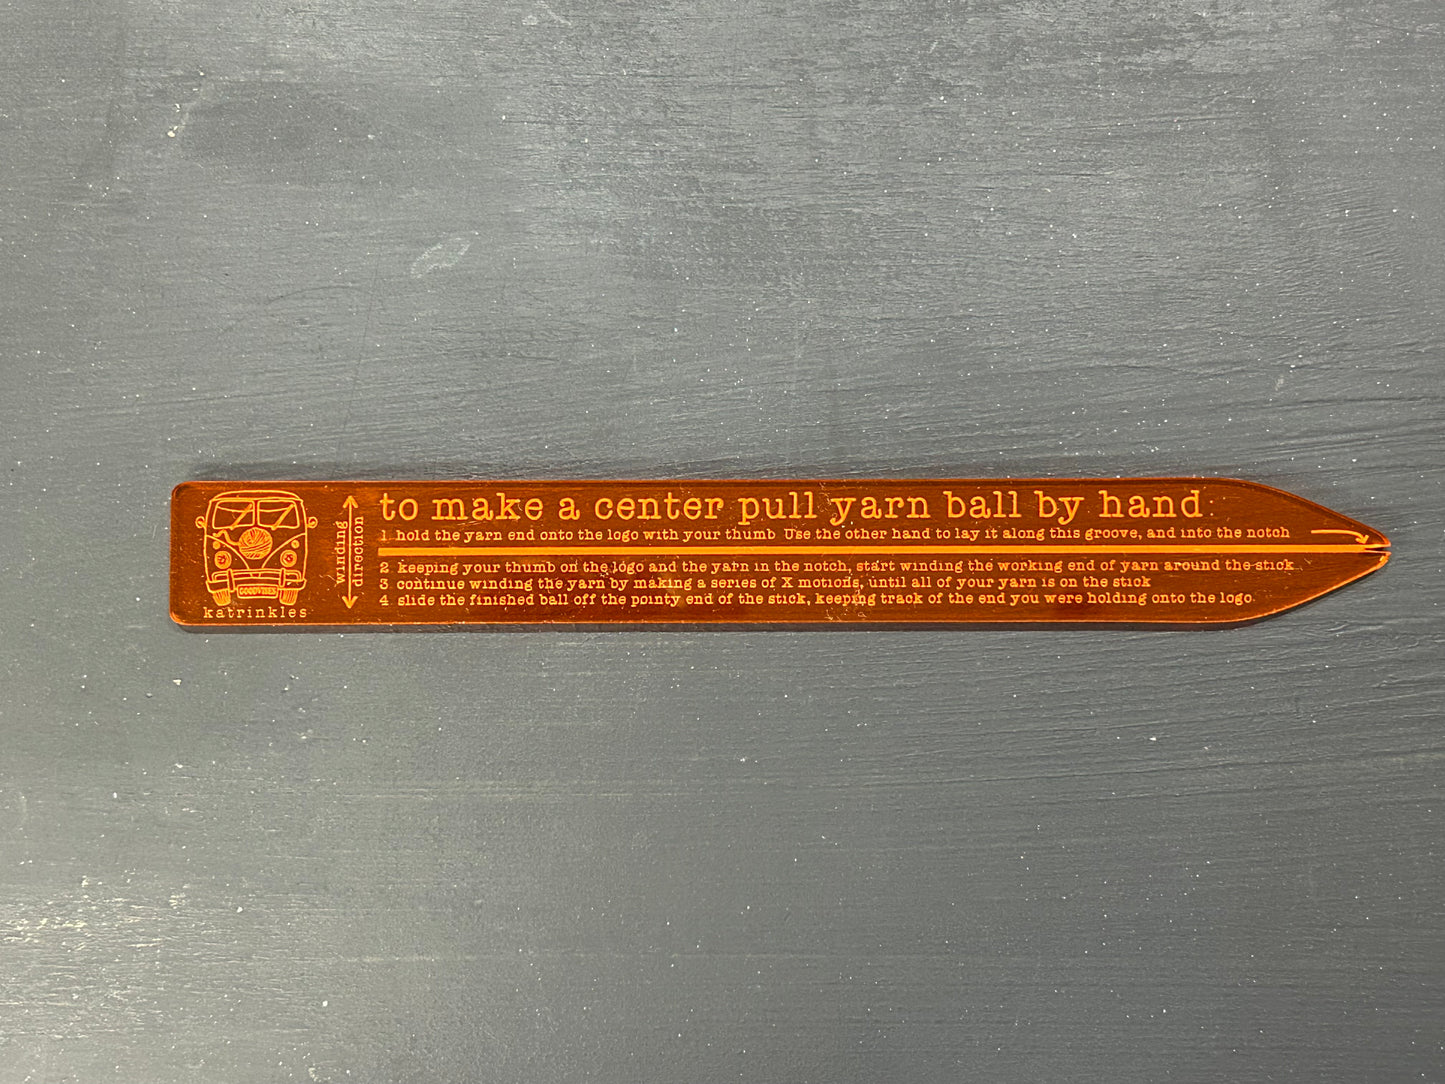 to make a center pull yarn ball by hand:
1 hold the yarn end onto the logo with your thumb Use the other hand to lay it along this groove, and into the notch
2 keeping your thumb on the logo and the yarn in the notch, start winding the working end of yarn around the stick
3 continue winding the yarn by making a series of X motions, until all of your yarn is on the stick
4 slide the finished ball off the pointy end of the stick, keeping track of the end you were holding onto the logo.
winding
direction
GOODVIBES
katrinkles